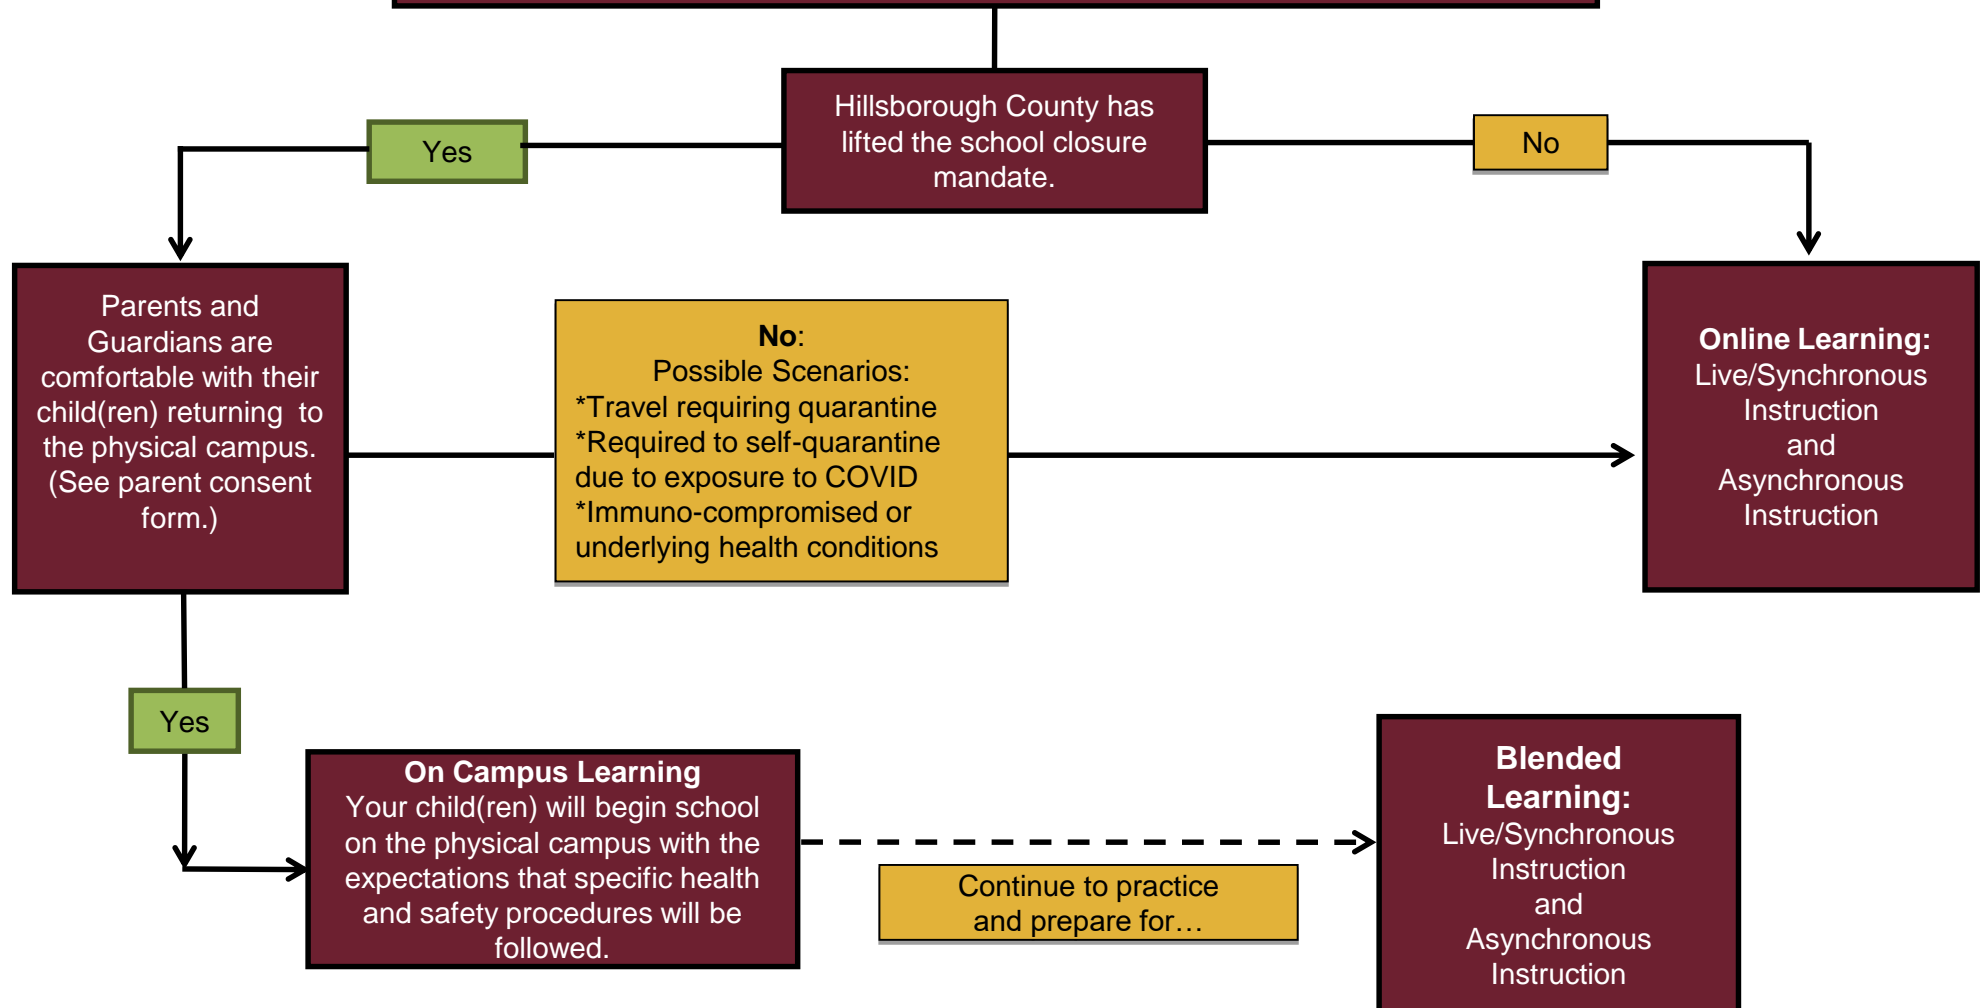 Hillsborough County has
lifted the school closure
mandate.
Yes
No
Parents and
Guardians are
comfortable with their
child(ren) returning to
the physical campus.
(See parent consent
form.)
No:
Possible Scenarios:
*Travel requiring quarantine
*Required to self-quarantine
due to exposure to COVID
*Immuno-compromised or
underlying health conditions
Online Learning:
Live/Synchronous
Instruction
and
Asynchronous
Instruction
Yes
On Campus Learning
Your child(ren) will begin school
on the physical campus with the
expectations that specific health
and safety procedures will be
followed.
Continue to practice
and prepare for…
Blended
Learning:
Live/Synchronous
Instruction
and
Asynchronous
Instruction